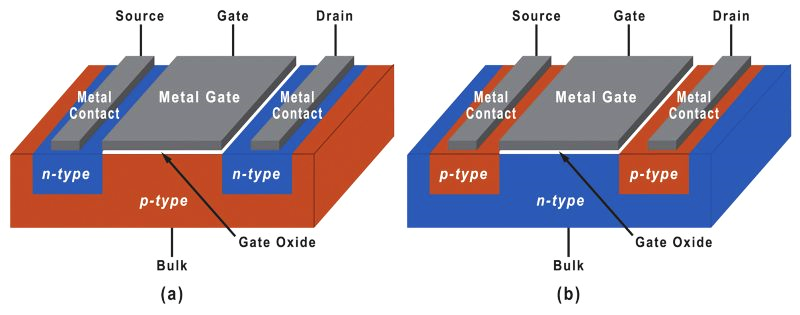 Source Gate Drain
Metal Contact
Metal Gate
Metal Contact
n-type
n-type
p-type
Gate Oxide
Bulk
(a)
Source Gate Drain
Metal Contact
Metal Gate
Metal Contact
p-type
p-type
n-type
Gate Oxide
Bulk
(b)